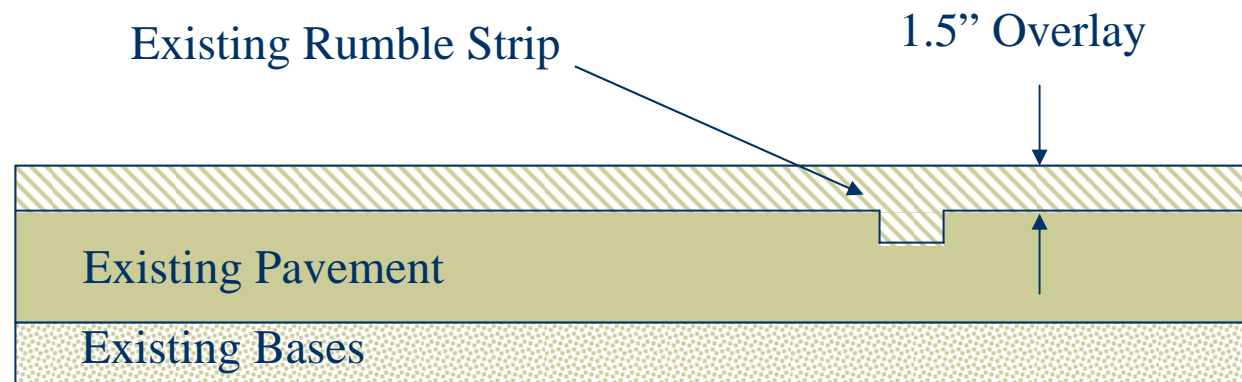 Existing Rumble Strip
1.5” Overlay
Existing Pavement
Existing Bases